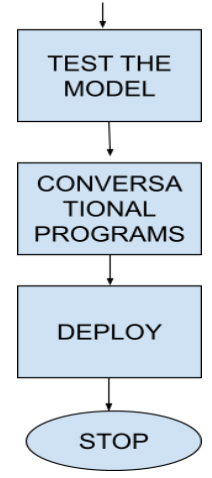 TEST THE
MODEL
CONVERSA
TIONAL
PROGRAMS
DEPLOY
STOP